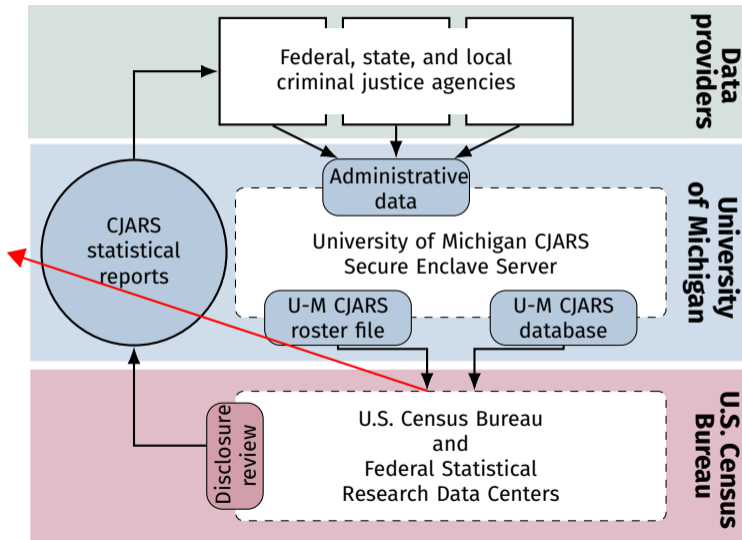 Federal, state, and local
criminal justice agencies
Data
providers
Administrative
data
CJARS
statistical
reports
University of Michigan CJARS
Secure Enclave Server
U-M CJARS
roster file
U-M CJARS
database
University
of Michigan
Disclosure
review
U.S. Census Bureau
and
Federal Statistical
Research Data Centers
U.S. Census
Bureau